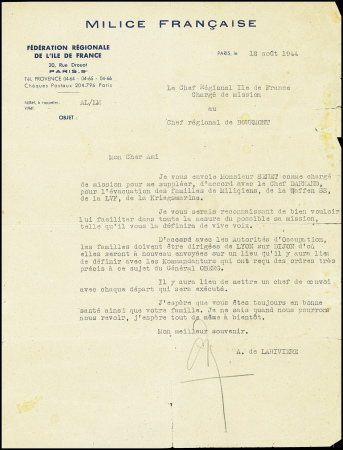 MILICE FRANÇAISE
FÉDÉRATION RÉGIONALE
DE L'ILE DE FRANCE
20, Rue Drouot
PARIS-9e
Tél. PROVENCE 04-64 - 04-65 - 04-66
Chèques Postaux 204.796 Paris
PARIS, le 12 août 1944
AL/LM
OBJET :
Le Chef Régional Ile de France
Chargé de mission
au
Chef régional de
Mon Cher Ami
Je vous envoie Monsieur comme chargé
de mission pour me suppléer, d'accord avec le Chef DARNAND,
pour l'évacuation des familles de Miliciens, de la Waffen SS,
de la LVF, de la Kriegsmarine.
Je vous serais reconnaissant de bien vouloir
lui faciliter dans toute la mesure du possible sa mission,
telle qu'il vous la définira de vive voix.
D'accord avec les Autorités d'Occupation,
les familles doivent être dirigées de LYON sur DIJON d'où
elles seront à nouveau envoyées sur un lieu qu'il y aura lieu
de définir avec les Kommandanturs qui ont reçu des ordres très
précis à ce sujet du Général OBERG.
Il y aura lieu de mettre un chef de convoi
avec chaque départ qui sera exécuté.
J'espère que vous êtes toujours en bonne
santé ainsi que votre famille. Je ne sais quand nous pourrons
nous revoir, j'espère tout de même à bientôt.
Mon meilleur souvenir.
A. de LARIVIERE